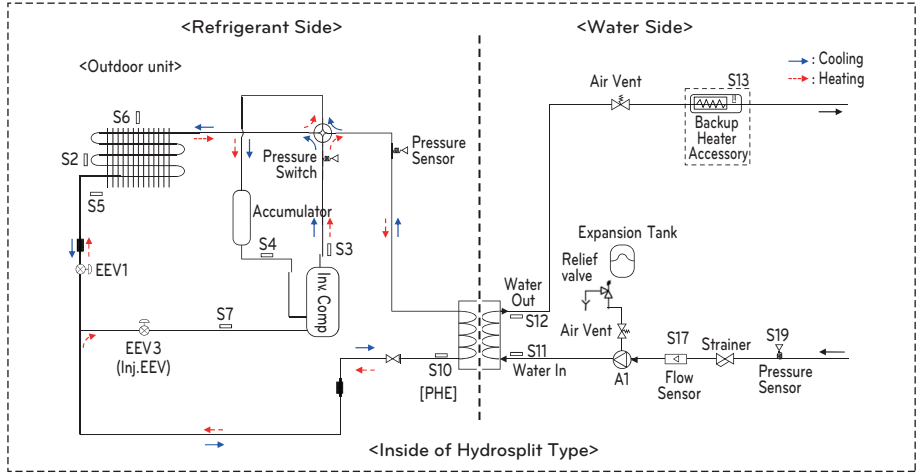 <Refrigerant Side>
<Water Side>
<Outdoor unit>
: Cooling
: Heating
S6
S2
S5
Pressure
Switch
Pressure
Sensor
Accumulator
S4
S3
Inv. Comp
EEV1
S7
EEV3
(Inj.EEV)
S10
[PHE]
Air Vent
S13
Backup
Heater
Accessory
Expansion Tank
Relief
valve
Water
Out
S12
Air Vent
S11
Water In
A1
S17
Flow
Sensor
Strainer
S19
Pressure
Sensor
<Inside of Hydrosplit Type>